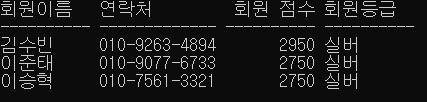 회원이름 연락처 회원 점수 회원등급
---------- -------------- ---------- ------------
김수빈 010-9263-4894 2950 실버
이준태 010-9077-6733 2750 실버
이승혁 010-7561-3321 2750 실버